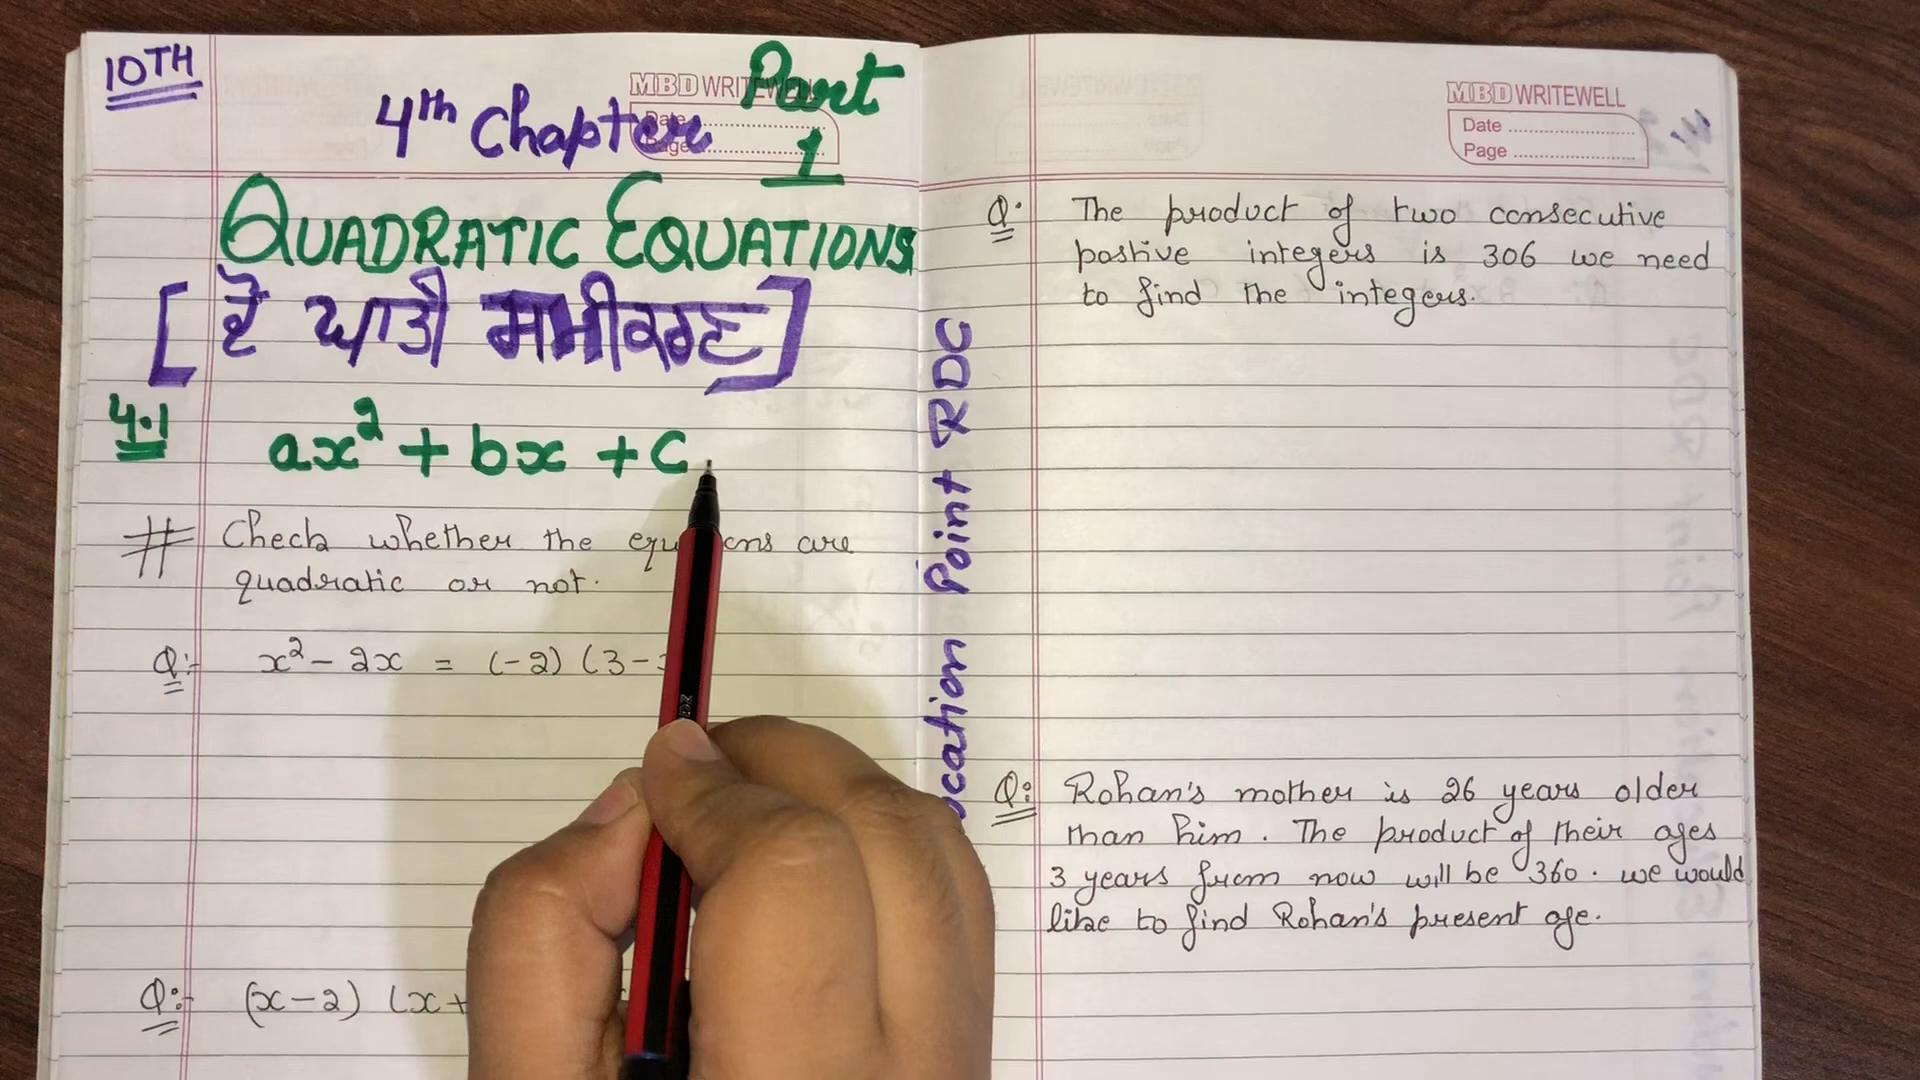 10TH
4th Chapter
Part
1
MBD WRITEWELL
Date
Page
QUADRATIC EQUATIONS
[ਦੋ ਘਾਤੀ ਸਮੀਕਰਣ]
4.1
ax² + bx + c
# Check whether the are
quadratic or not.
Q:- x² - 2x = (-2) (3-
Q:- (x-2) (x+
Point RDC
MBD WRITEWELL
Date
Page
Q. The product of two consecutive
postive integers is 306 we need
to find the integers.
Q: Rohan's mother is 26 years older
than him. The product of their ages
3 years from now will be 360. we would
like to find Rohan's present age.